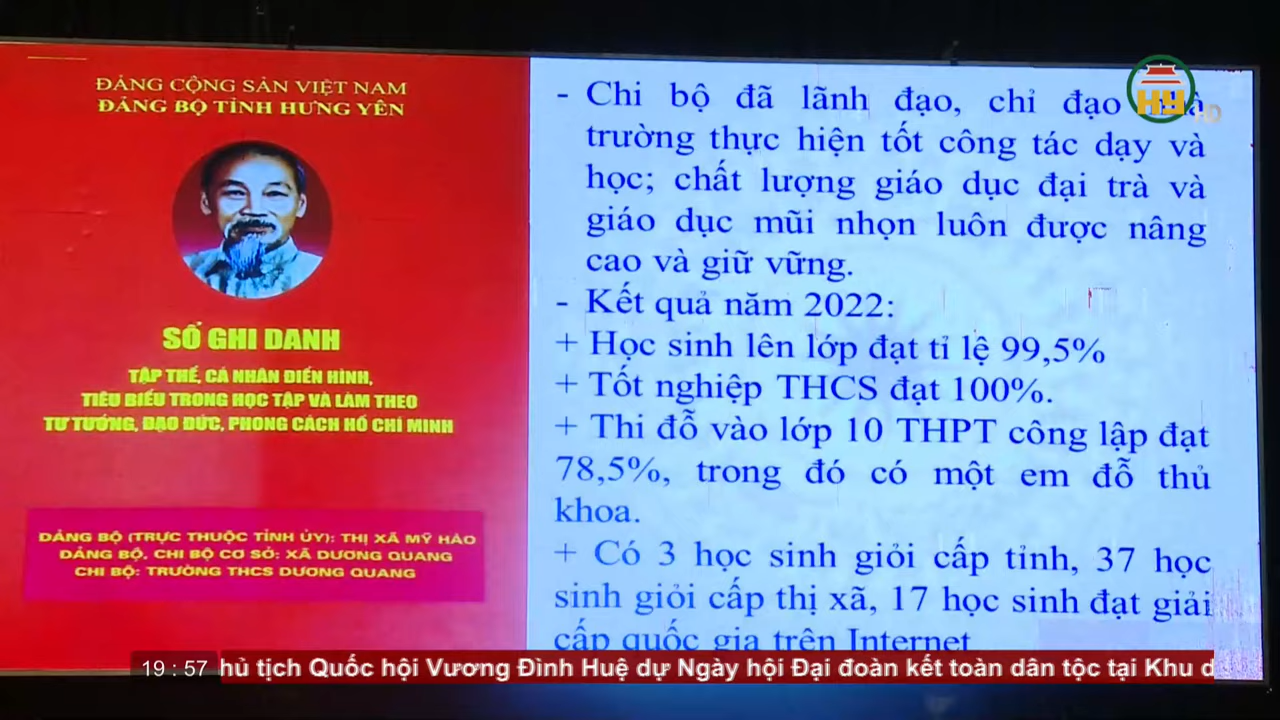 ĐẢNG CỘNG SẢN VIỆT NAM
ĐẢNG BỘ TỈNH HƯNG YÊN
SỔ GHI DANH
TẬP THỂ, CÁ NHÂN ĐIỂN HÌNH,
TIÊU BIỂU TRONG HỌC TẬP VÀ LÀM THEO
TƯ TƯỞNG, ĐẠO ĐỨC, PHONG CÁCH HỒ CHÍ MINH
ĐẢNG BỘ (TRỰC THUỘC TỈNH ỦY): THỊ XÃ MỸ HÀO
ĐẢNG BỘ, CHI BỘ CƠ SỞ: XÃ DƯƠNG QUANG
CHI BỘ: TRƯỜNG THCS DƯƠNG QUANG
- Chi bộ đã lãnh đạo, chỉ đạo
trường thực hiện tốt công tác dạy và
học; chất lượng giáo dục đại trà và
giáo dục mũi nhọn luôn được nâng
cao và giữ vững.
- Kết quả năm 2022:
+ Học sinh lên lớp đạt tỉ lệ 99,5%
+ Tốt nghiệp THCS đạt 100%.
+ Thi đỗ vào lớp 10 THPT công lập đạt
78,5%, trong đó có một em đỗ thủ
khoa.
+ Có 3 học sinh giỏi cấp tỉnh, 37 học
sinh giỏi cấp thị xã, 17 học sinh đạt giải
cấp quốc gia trên Internet
HY HD
19 : 57 hủ tịch Quốc hội Vương Đình Huệ dự Ngày hội Đại đoàn kết toàn dân tộc tại Khu d